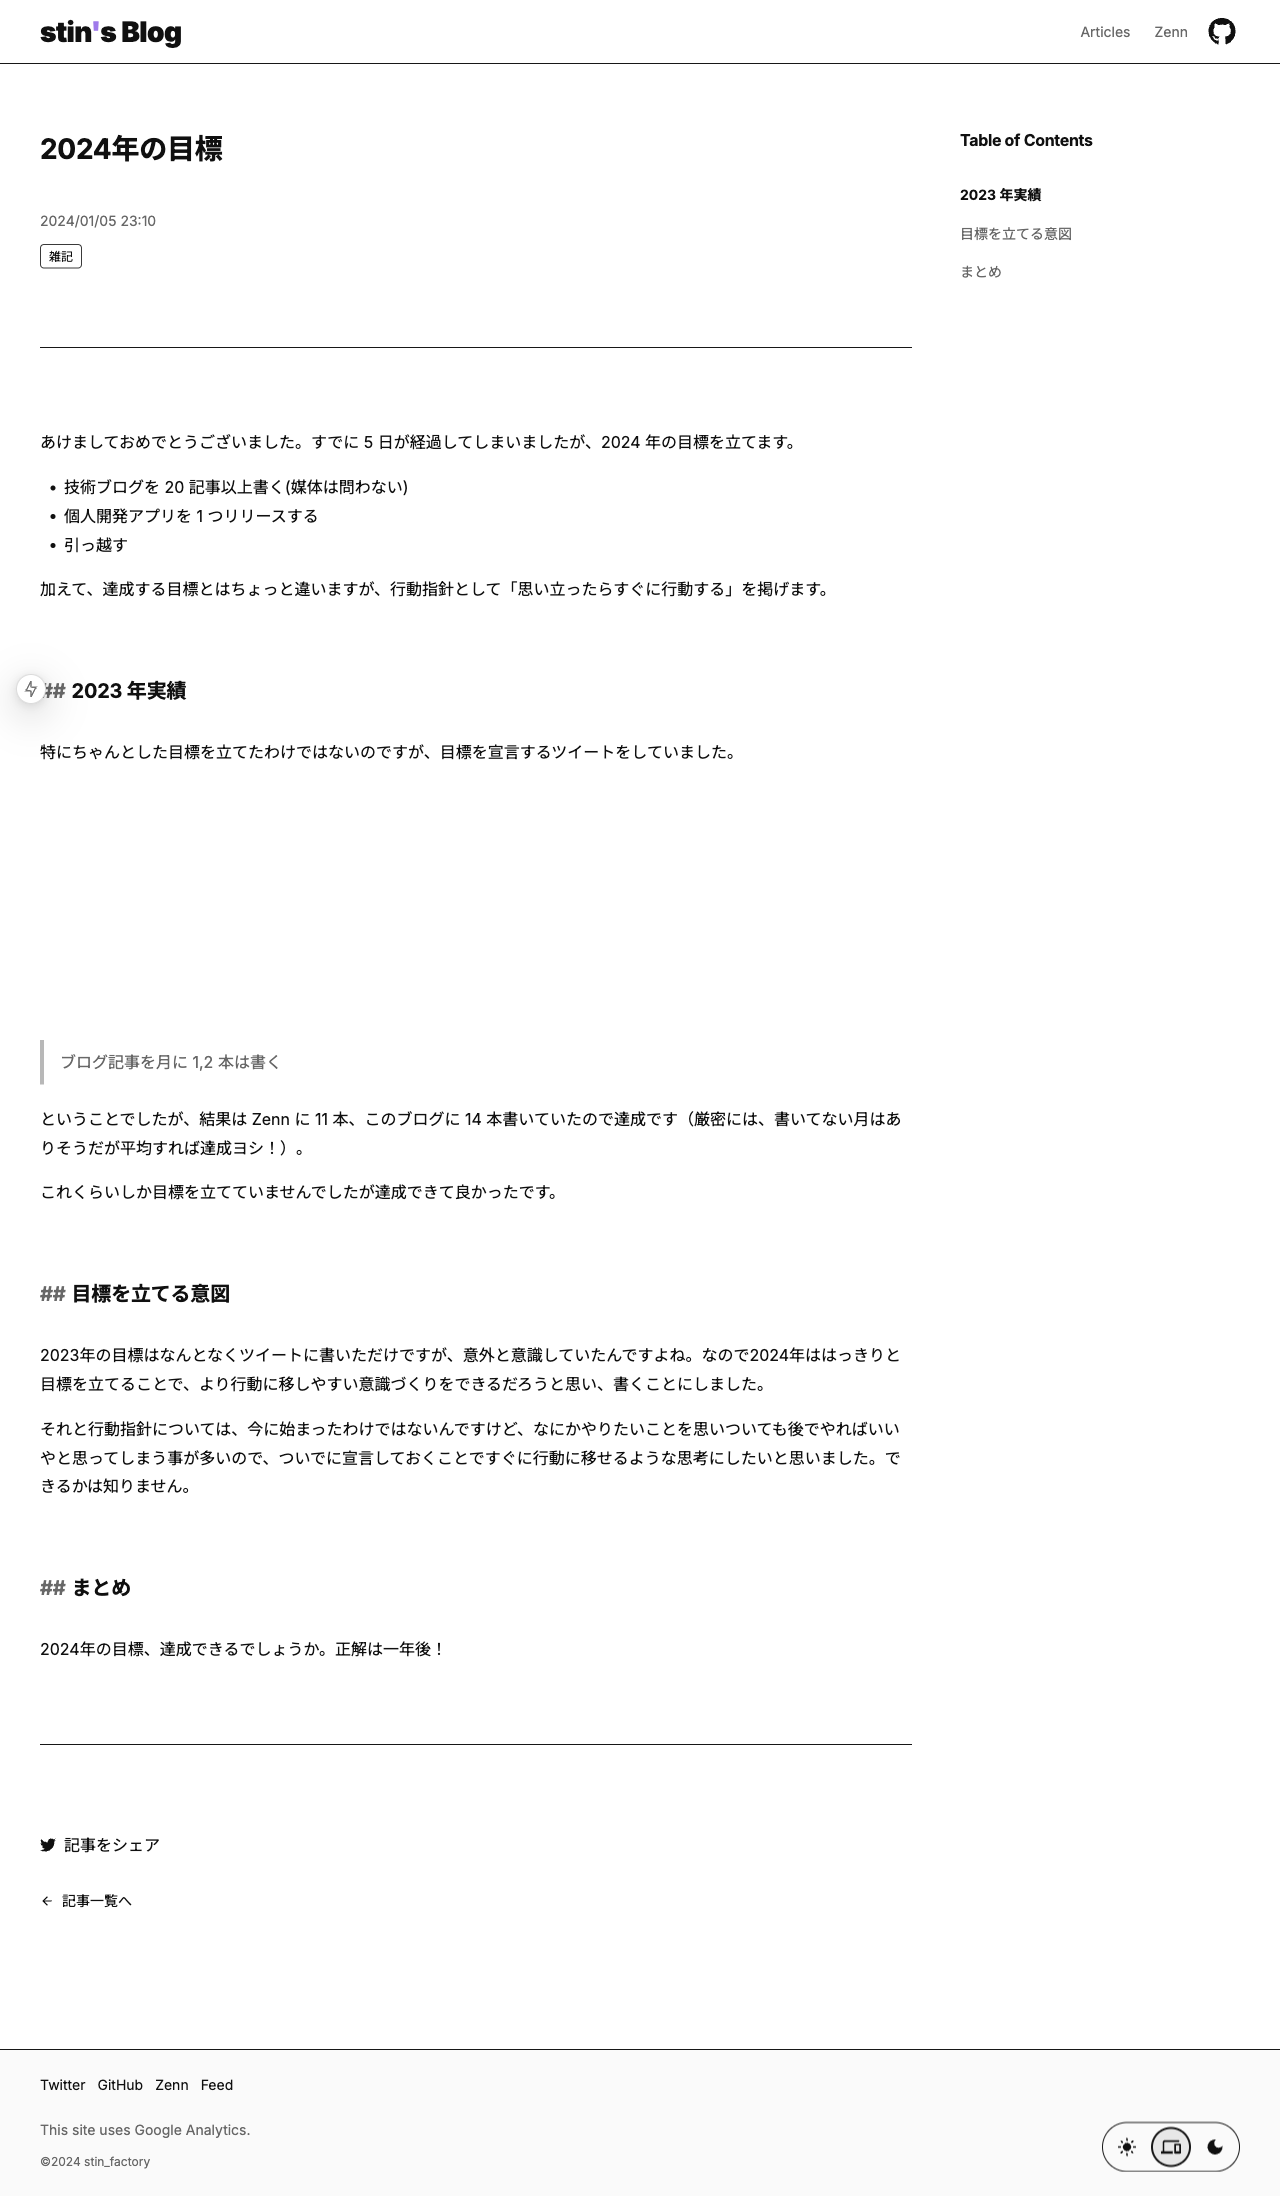 stin's Blog
Articles
Zenn
2024年の目標
2024/01/05 23:10
雑記
Table of Contents
2023 年実績
目標を立てる意図
まとめ
あけましておめでとうございました。すでに 5 日が経過してしまいましたが、2024 年の目標を立てます。
• 技術ブログを 20 記事以上書く(媒体は問わない)
• 個人開発アプリを 1 つリリースする
• 引っ越す
加えて、達成する目標とはちょっと違いますが、行動指針として「思い立ったらすぐに行動する」を掲げます。
## 2023 年実績
特にちゃんとした目標を立てたわけではないのですが、目標を宣言するツイートをしていました。
ブログ記事を月に 1,2 本は書く
ということでしたが、結果は Zenn に 11 本、このブログに 14 本書いていたので達成です（厳密には、書いてない月はあ
りそうだが平均すれば達成ヨシ！）。
これくらいしか目標を立てていませんでしたが達成できて良かったです。
## 目標を立てる意図
2023年の目標はなんとなくツイートに書いただけですが、意外と意識していたんですよね。なので2024年ははっきりと
目標を立てることで、より行動に移しやすい意識づくりをできるだろうと思い、書くことにしました。
それと行動指針については、今に始まったわけではないんですけど、なにかやりたいことを思いついても後でやればいい
やと思ってしまう事が多いので、ついでに宣言しておくことですぐに行動に移せるような思考にしたいと思いました。で
きるかは知りません。
## まとめ
2024年の目標、達成できるでしょうか。正解は一年後！
記事をシェア
← 記事一覧へ
Twitter GitHub Zenn Feed
This site uses Google Analytics.
©2024 stin_factory